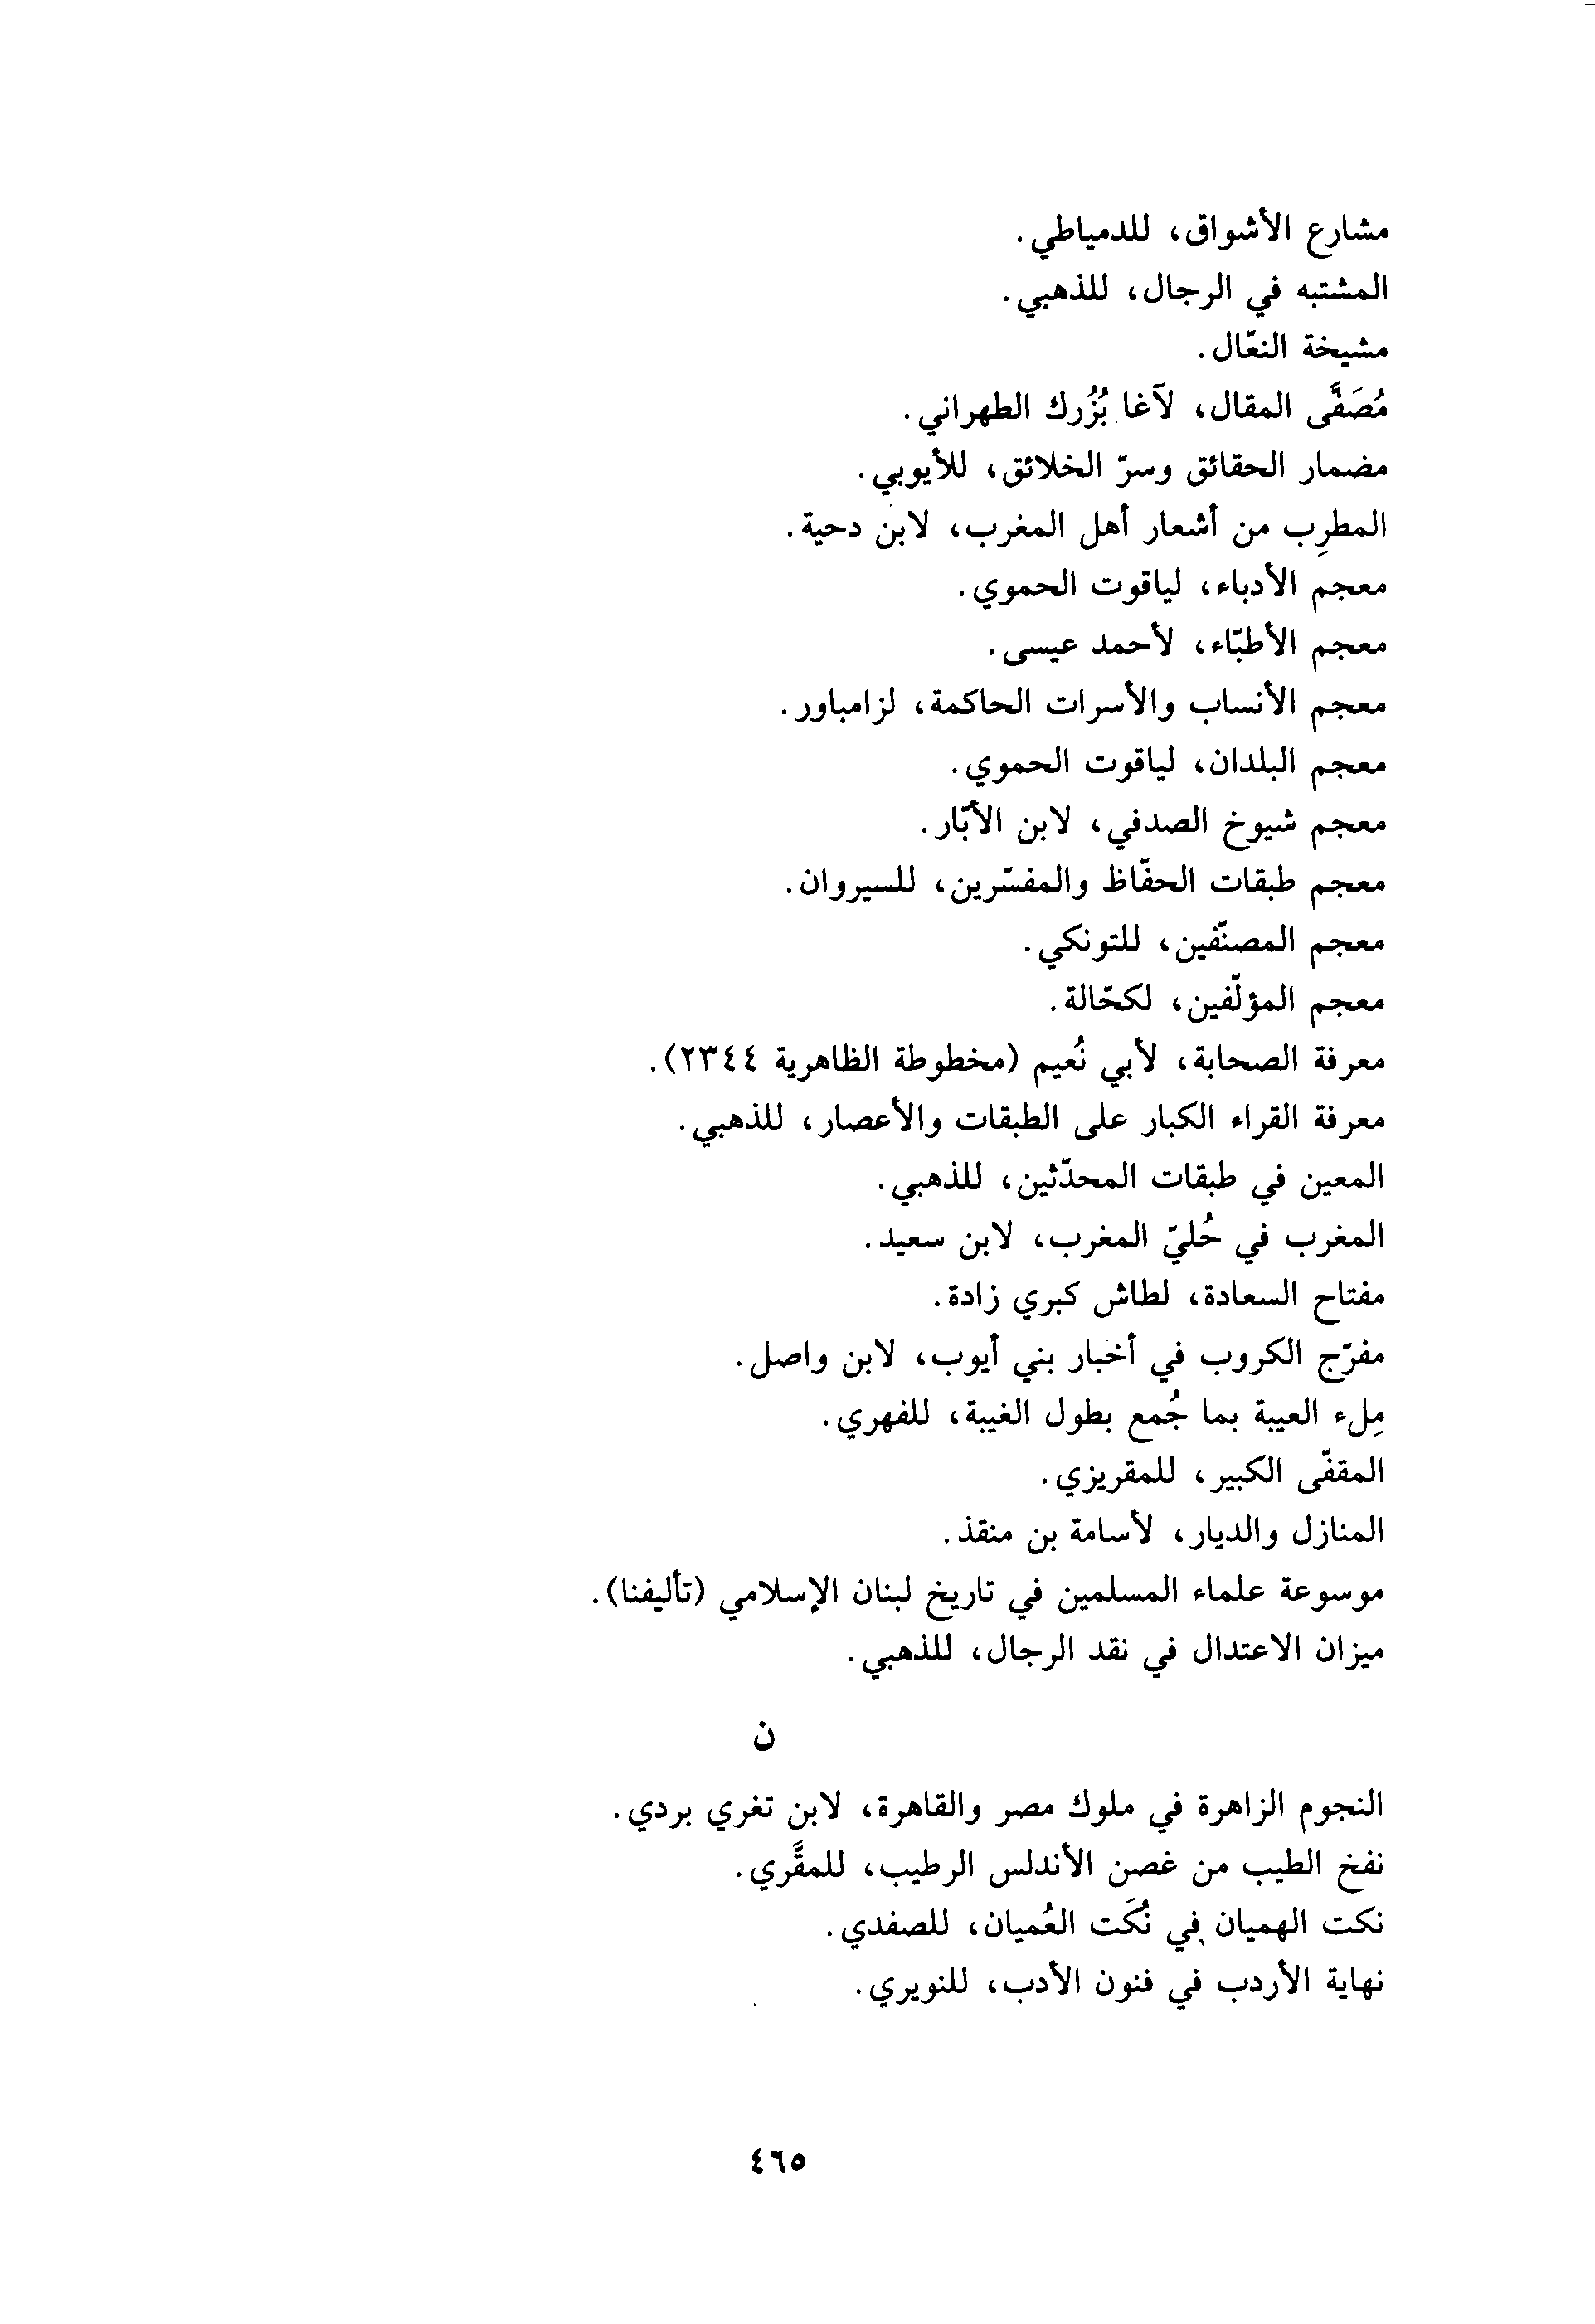 مشارع الأشواق، للدمياطي.
المشتبه في الرجال، للذهبي.
مشيخة النعّال.
مُصَفًّى المقال، لآغا بُزُرك الطهراني.
مضمار الحقائق وسرّ الخلائق، للأيوبي.
المطرِب من أشعار أهل المغرب، لابن دحية.
معجم الأدباء، لياقوت الحموي.
معجم الأطبّاء، لأحمد عيسى.
معجم الأنساب والأسرات الحاكمة، لزامباور.
معجم البلدان، لياقوت الحموي.
معجم شيوخ الصدفي، لابن الأبّار.
معجم طبقات الحفّاظ والمفسّرين، للسيروان.
معجم المصنّفين، للتونكي.
معجم المؤلّفين، لكحّالة.
معرفة الصحابة، لأبي نُعيم (مخطوطة الظاهرية ٢٣٤٤).
معرفة القراء الكبار على الطبقات والأعصار، للذهبي.
المعين في طبقات المحدّثين، للذهبي.
المغرب في حُليّ المغرب، لابن سعيد.
مفتاح السعادة، لطاش كبري زادة.
مفرّج الكروب في أخبار بني أيوب، لابن واصل.
مِلء العيبة بما جُمع بطول الغيبة، للفهري.
المقفّى الكبير، للمقريزي.
المنازل والديار، لأسامة بن منقذ.
موسوعة علماء المسلمين في تاريخ لبنان الإسلامي (تأليفنا).
ميزان الاعتدال في نقد الرجال، للذهبي.
ن
النجوم الزاهرة في ملوك مصر والقاهرة، لابن تغري بردي.
نفخ الطيب من غصن الأندلس الرطيب، للمقَّري.
نكت الهميان في نُكَت العُميان، للصفدي.
نهاية الأردب في فنون الأدب، للنويري.
٤٦٥